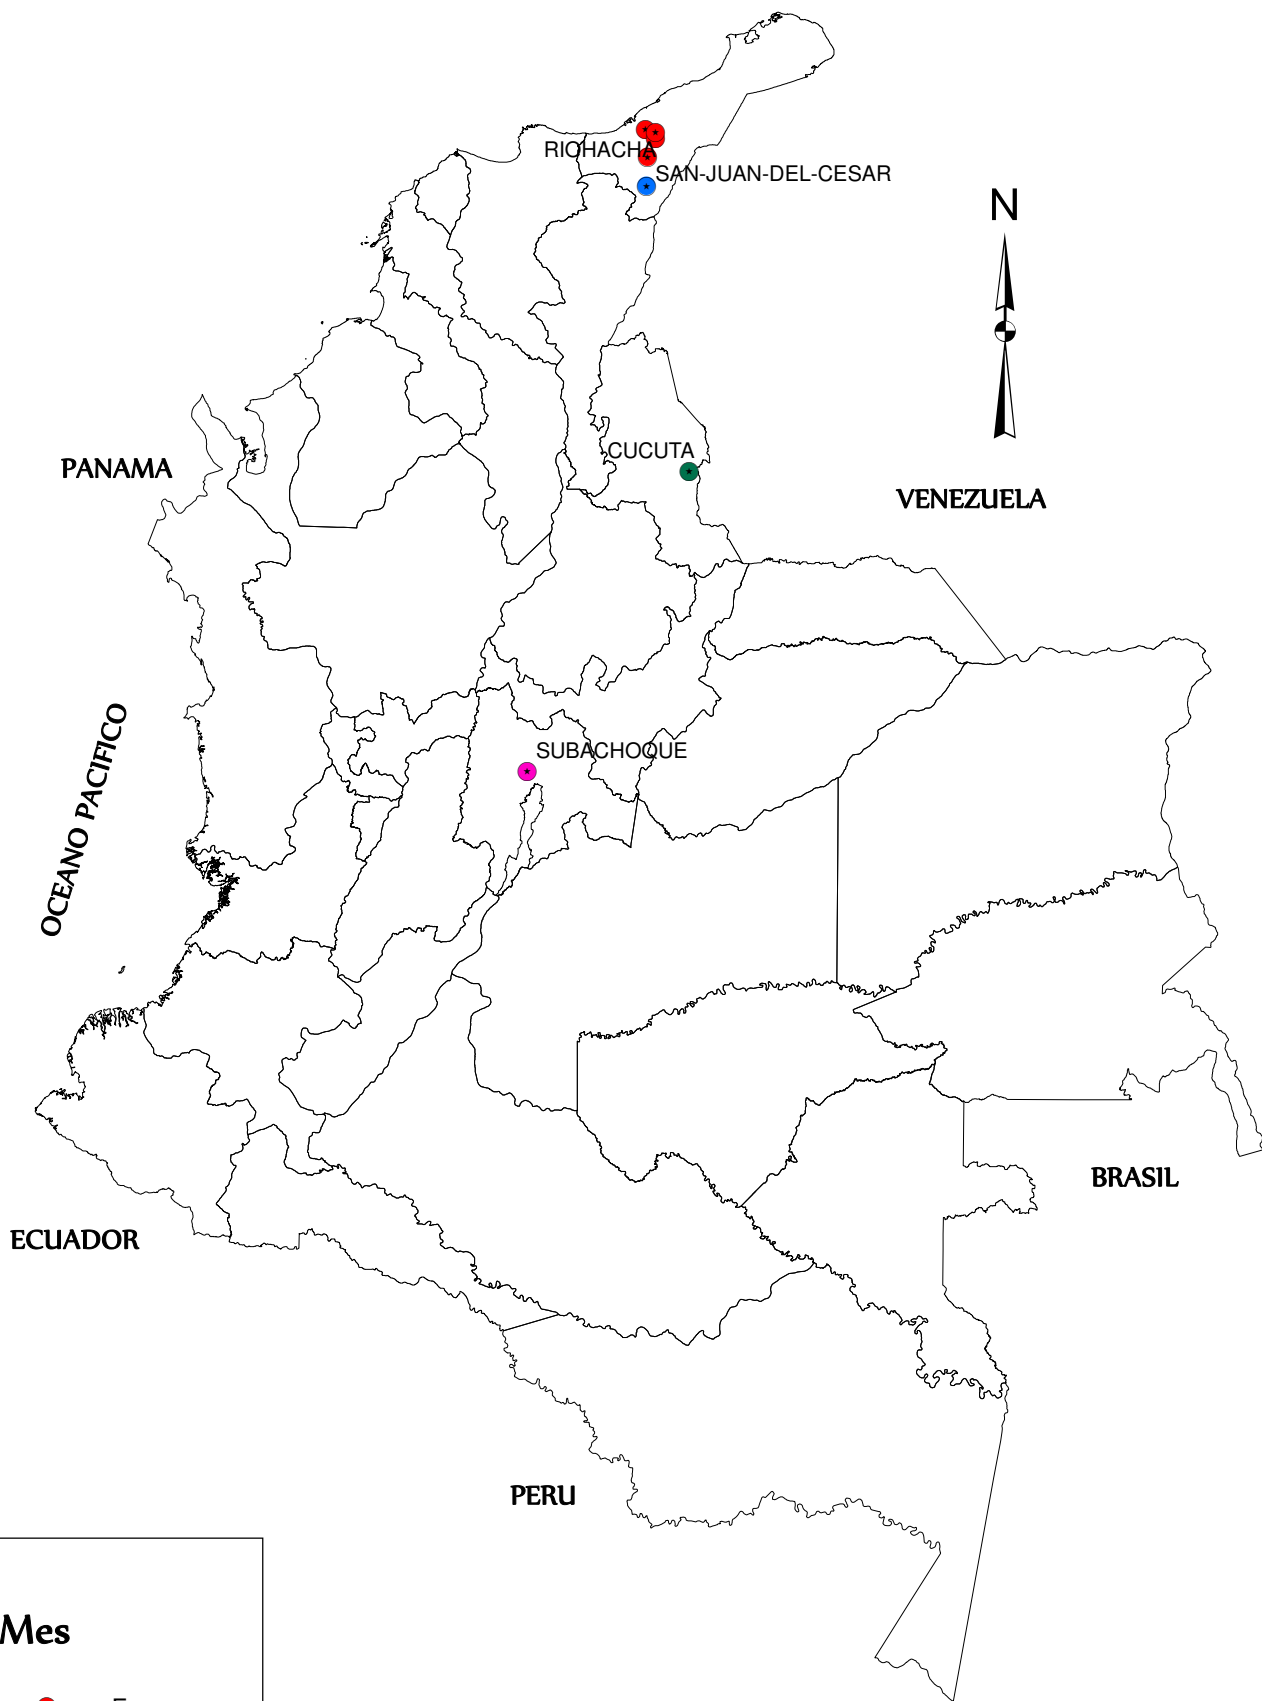 RIOHACHA
SAN-JUAN-DEL-CESAR
N
CUCUTA
PANAMA
VENEZUELA
OCEANO PACIFICO
SUBACHOQUE
BRASIL
ECUADOR
PERU
Mes